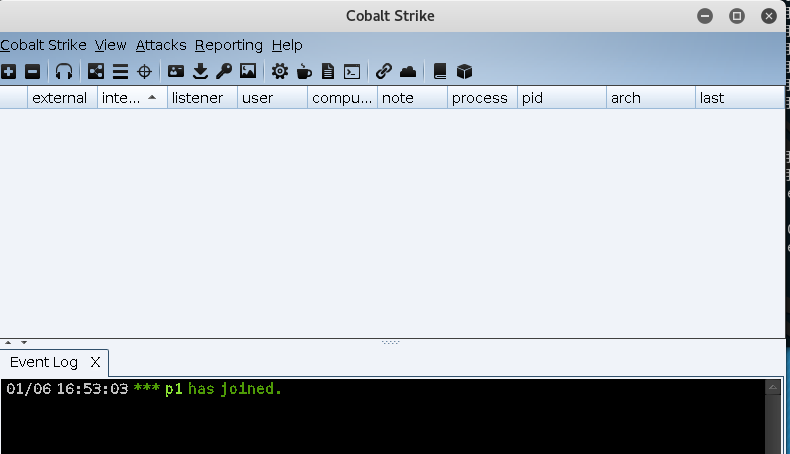 Cobalt Strike
Cobalt Strike View Attacks Reporting Help
external inte... listener user compu... note process pid arch last
Event Log X
01/06 16:53:03 *** p1 has joined.